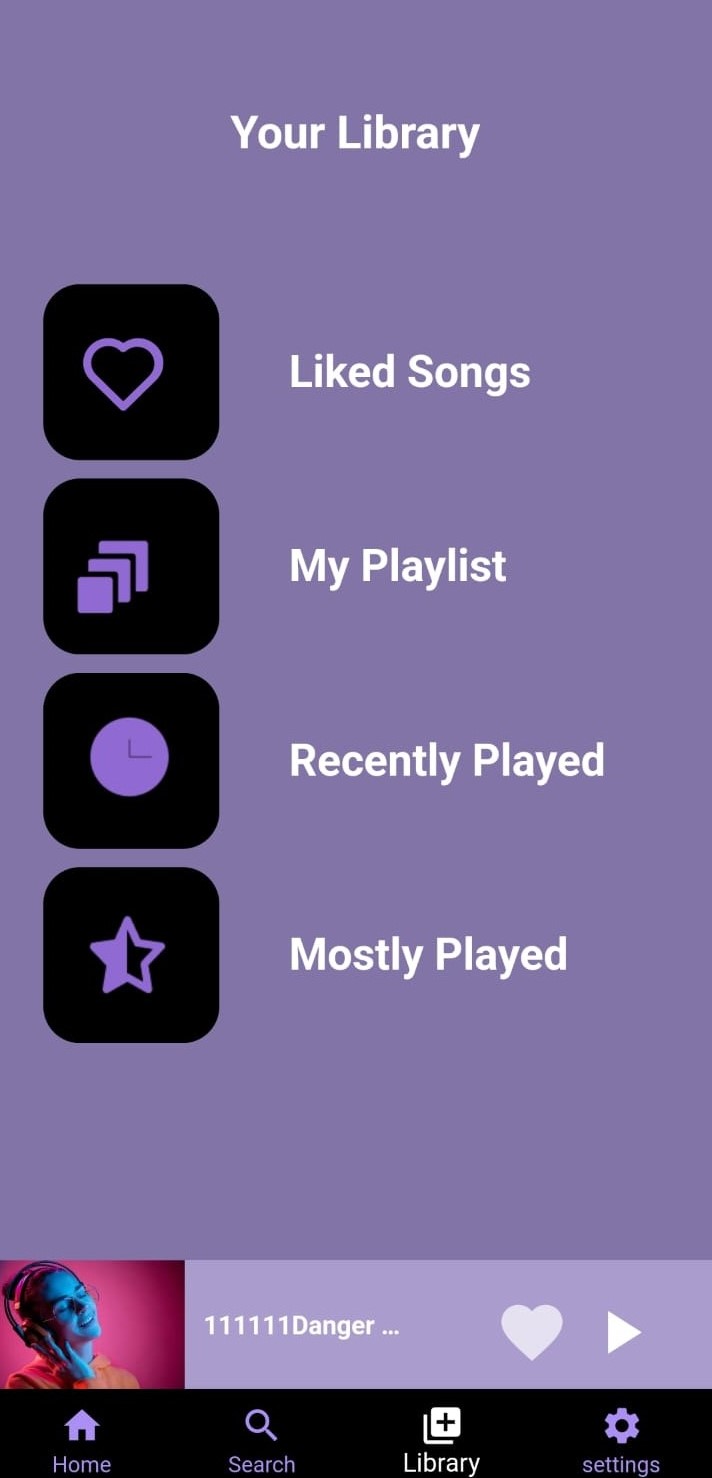 Your Library
Liked Songs
My Playlist
Recently Played
Mostly Played
111111Danger ...
Home
Search
Library
settings